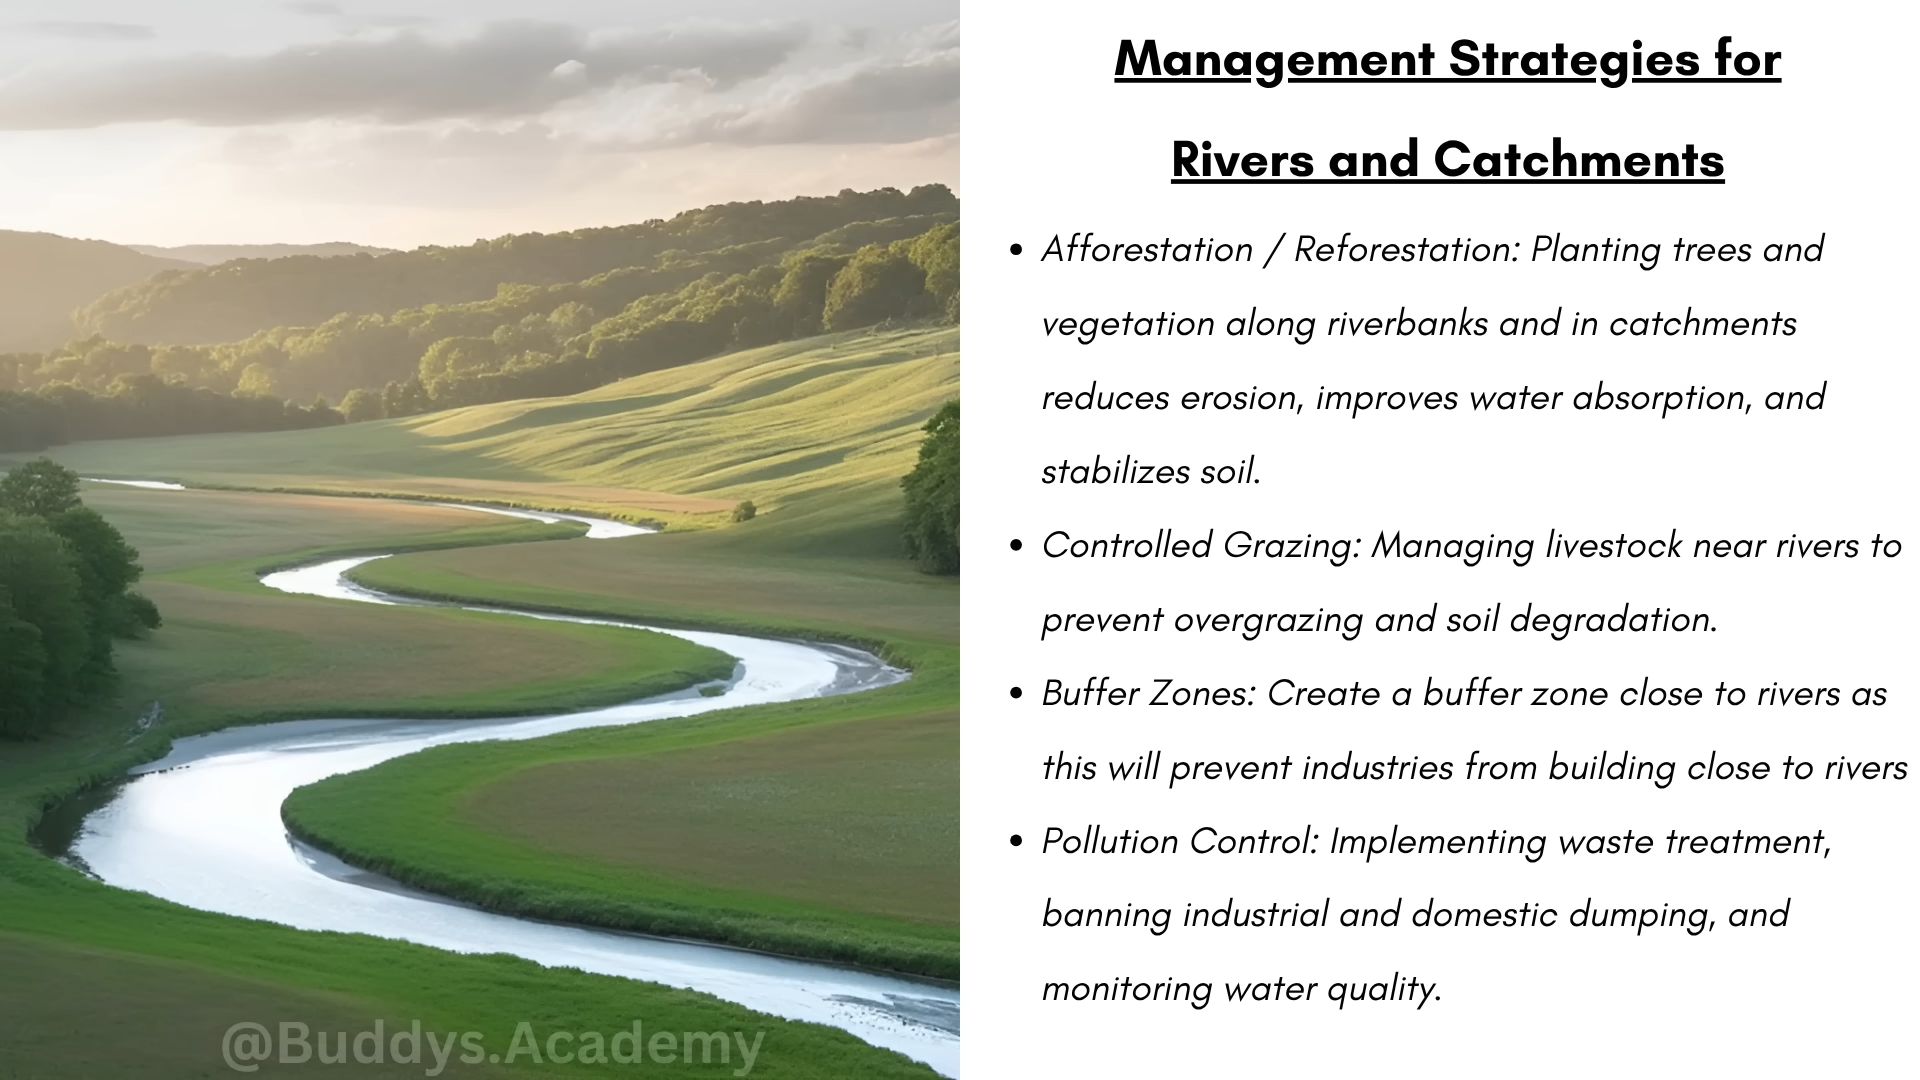 Management Strategies for
Rivers and Catchments
• Afforestation / Reforestation: Planting trees and
vegetation along riverbanks and in catchments
reduces erosion, improves water absorption, and
stabilizes soil.
• Controlled Grazing: Managing livestock near rivers to
prevent overgrazing and soil degradation.
• Buffer Zones: Create a buffer zone close to rivers as
this will prevent industries from building close to rivers
• Pollution Control: Implementing waste treatment,
banning industrial and domestic dumping, and
monitoring water quality.
@Buddys.Academy